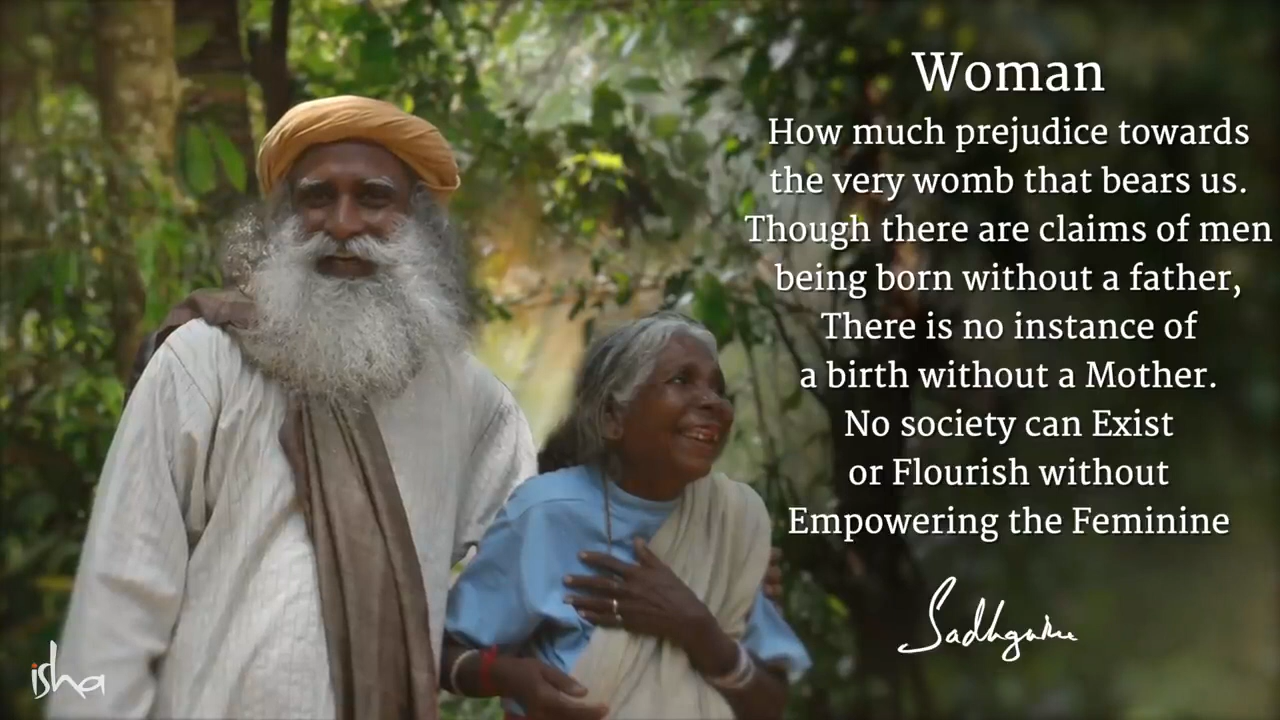 Woman
How much prejudice towards
the very womb that bears us.
Though there are claims of men
being born without a father,
There is no instance of
a birth without a Mother.
No society can Exist
or Flourish without
Empowering the Feminine
Sadhguru
isha